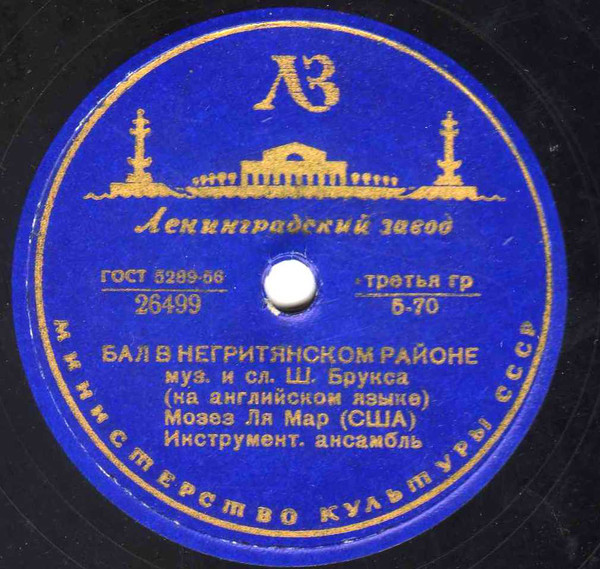 ЛЗ
Ленинградский завод
ГОСТ 5289-56
26499
третья гр
5-70
БАЛ В НЕГРИТЯНСКОМ РАЙОНЕ
муз. и сл. Ш. Брукса
(на английском языке)
Мозез Ля Мар (США)
Инструмент. ансамбль
МИНИСТЕРСТВО КУЛЬТУРЫ СССР